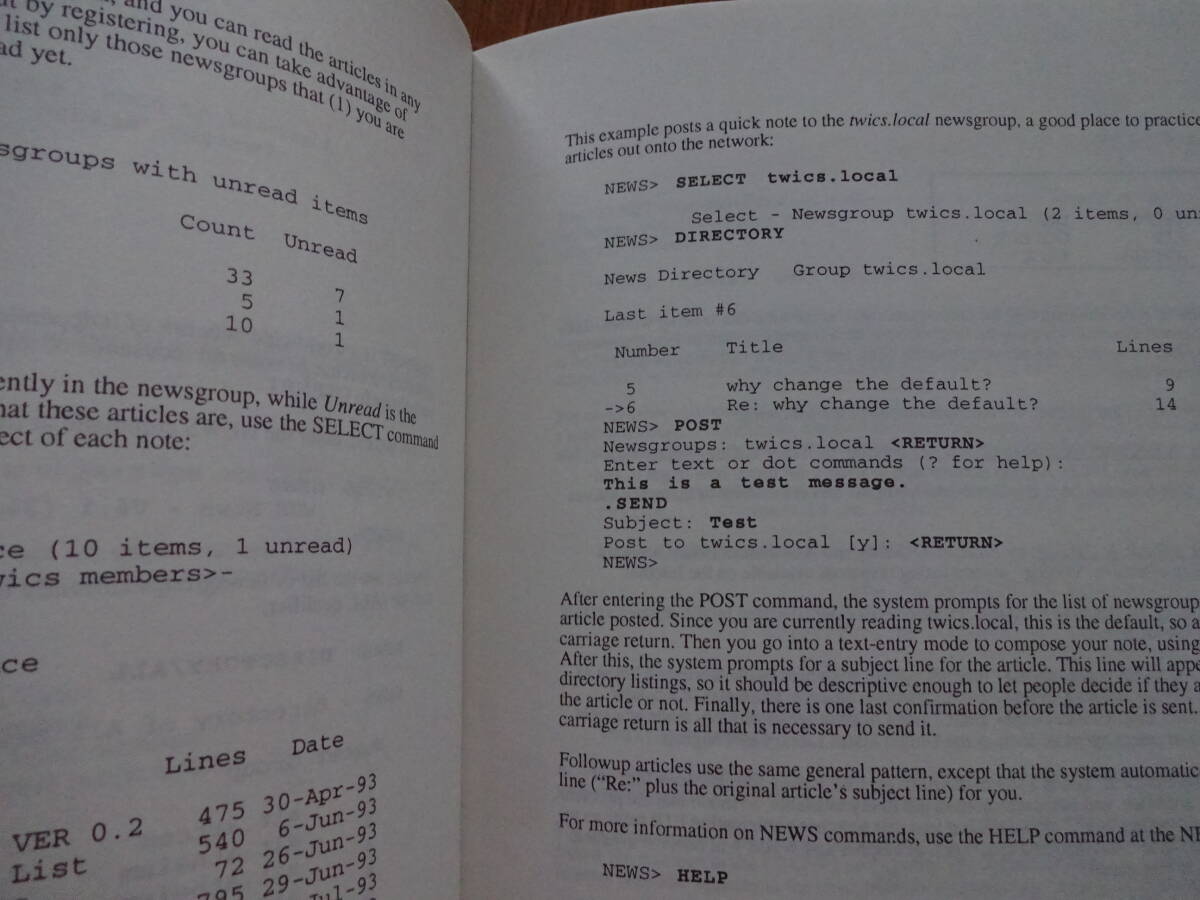 and you can read the articles in any
by registering, you can take advantage of
list only those newsgroups that (1) you are
ad yet.
sgroups with unread items
Count Unread
33 7
5 1
10 1
ently in the newsgroup, while Unread is the
hat these articles are, use the SELECT command
ect of each note:
ce (10 items, 1 unread)
wics members>-
ce
Lines Date
VER 0.2 475 30-Apr-93
List 540 6-Jun-93
72 26-Jun-93
795 29-Jun-93
Jul-93
This example posts a quick note to the twics.local newsgroup, a good place to practice
articles out onto the network:
NEWS> SELECT twics.local
Select - Newsgroup twics.local (2 items, 0 un
NEWS> DIRECTORY
News Directory Group twics.local
Last item #6
Number Title Lines
5 why change the default? 9
->6 Re: why change the default? 14
NEWS> POST
Newsgroups: twics.local <RETURN>
Enter text or dot commands (? for help):
This is a test message.
.SEND
Subject: Test
Post to twics.local [y]: <RETURN>
NEWS>
After entering the POST command, the system prompts for the list of newsgroup
article posted. Since you are currently reading twics.local, this is the default, so a
carriage return. Then you go into a text-entry mode to compose your note, using
After this, the system prompts for a subject line for the article. This line will appe
directory listings, so it should be descriptive enough to let people decide if they a
the article or not. Finally, there is one last confirmation before the article is sent.
carriage return is all that is necessary to send it.
Followup articles use the same general pattern, except that the system automatic
line ("Re:" plus the original article's subject line) for you.
For more information on NEWS commands, use the HELP command at the NE
NEWS> HELP